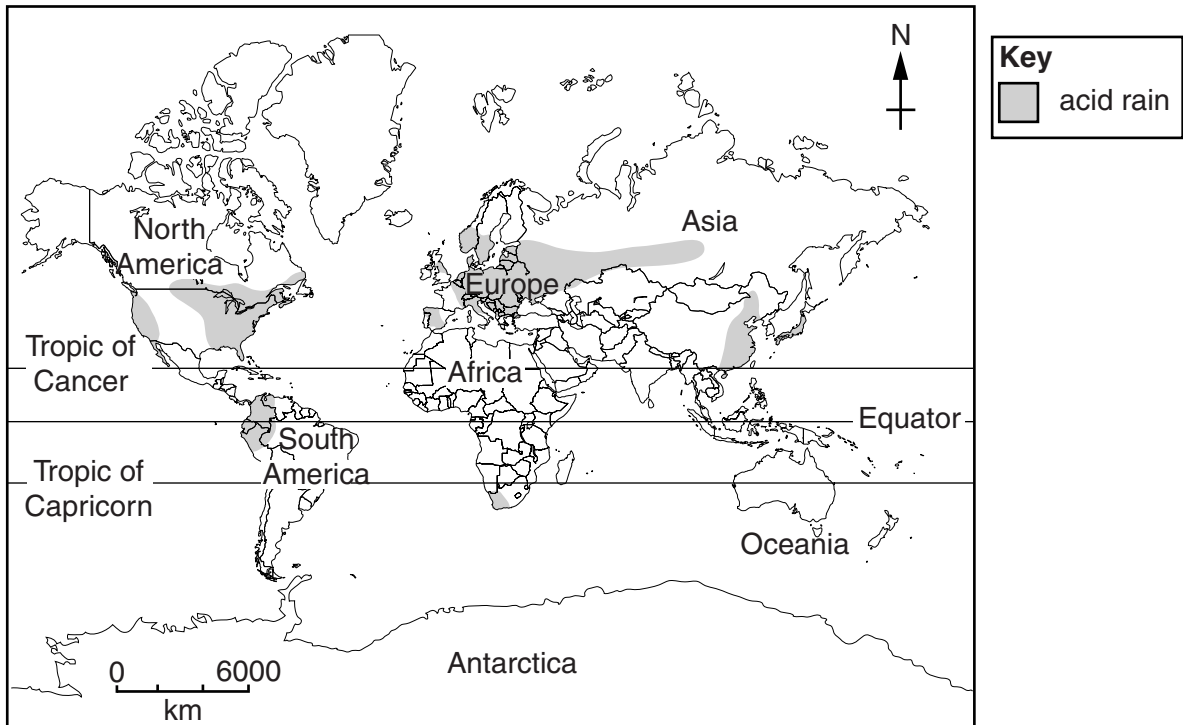 N
Key
acid rain
North
America
Asia
Europe
Tropic of
Cancer
Africa
Equator
South
America
Tropic of
Capricorn
Oceania
Antarctica
0 6000
km